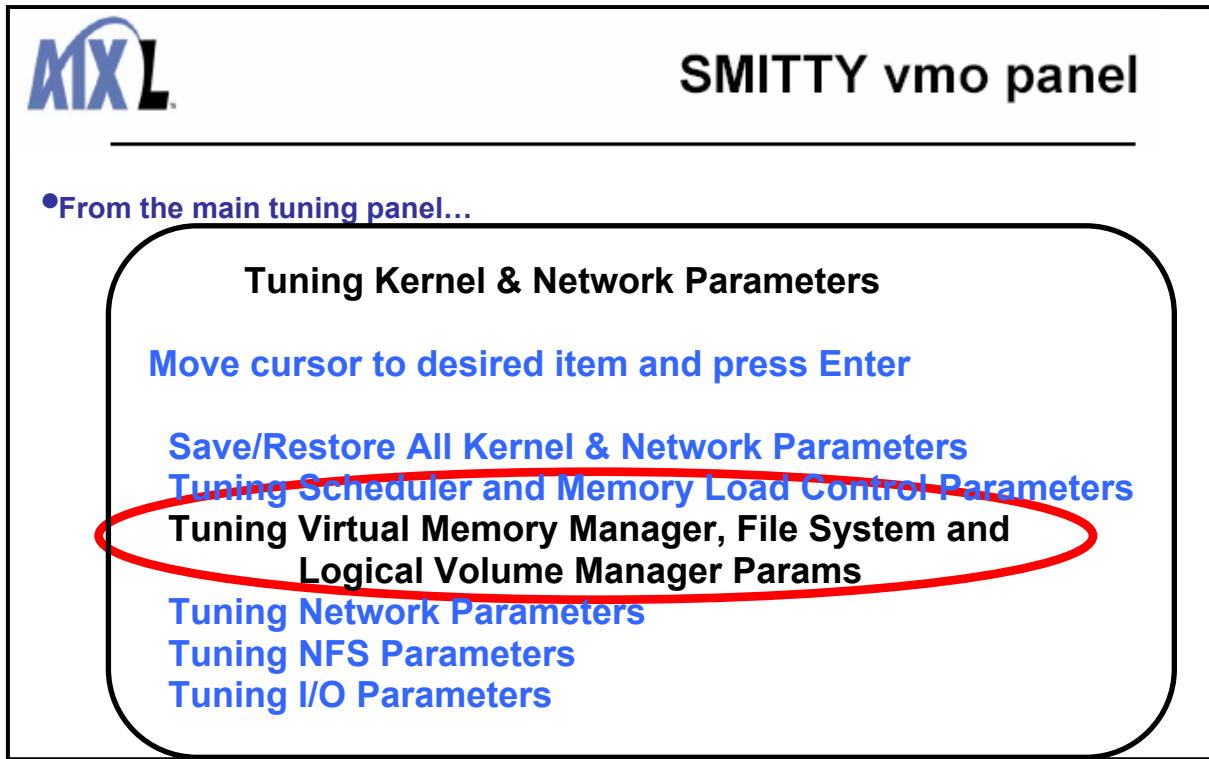 AIXL™
SMITTY vmo panel
•From the main tuning panel…
Tuning Kernel & Network Parameters
Move cursor to desired item and press Enter
Save/Restore All Kernel & Network Parameters
Tuning Scheduler and Memory Load Control Parameters
Tuning Virtual Memory Manager, File System and
Logical Volume Manager Params
Tuning Network Parameters
Tuning NFS Parameters
Tuning I/O Parameters